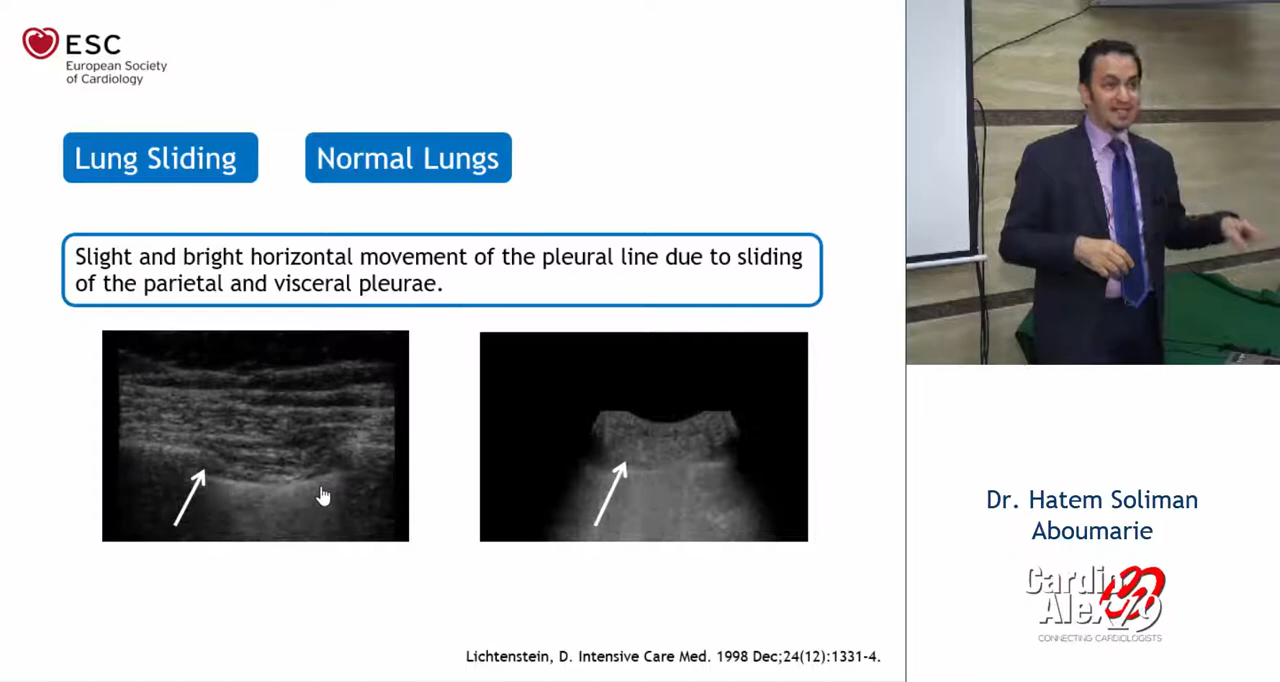 ESC
European Society
of Cardiology
Lung Sliding
Normal Lungs
Slight and bright horizontal movement of the pleural line due to sliding
of the parietal and visceral pleurae.
Lichtenstein, D. Intensive Care Med. 1998 Dec;24(12):1331-4.
Dr. Hatem Soliman
Aboumarie
Cardio
Alex19
CONNECTING CARDIOLOGISTS